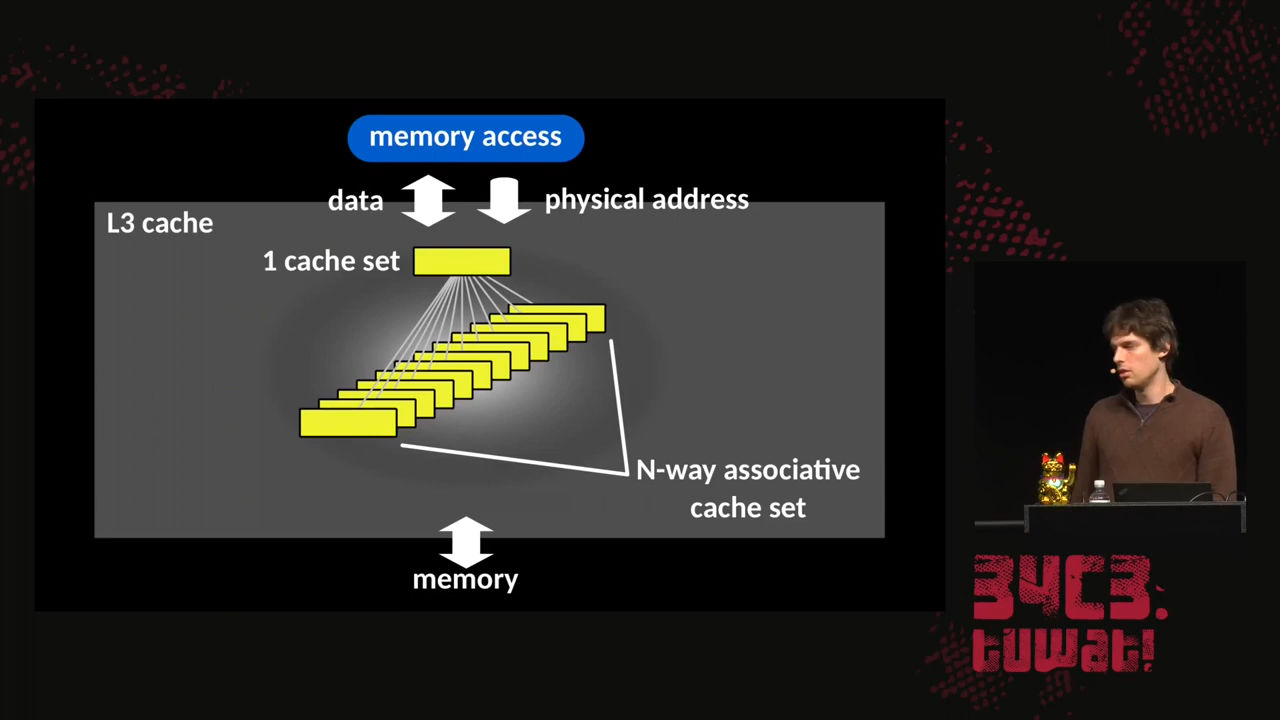 memory access
data
physical address
L3 cache
1 cache set
N-way associative
cache set
memory
34C3.
tuwat!